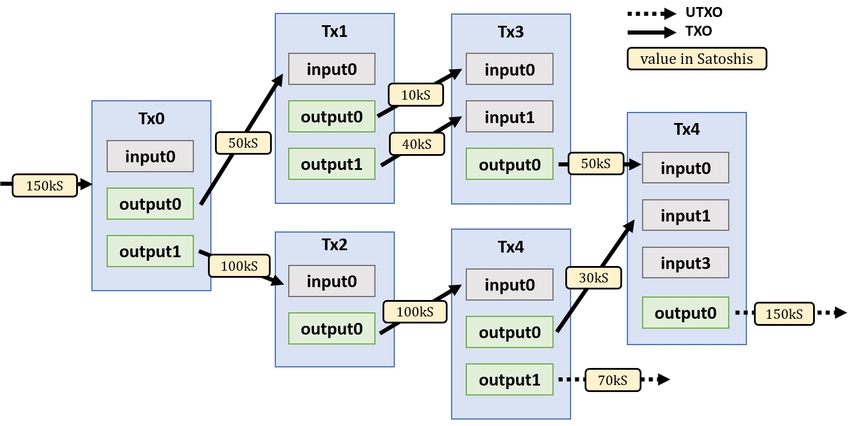 UTXO
TXO
value in Satoshis
150kS
Tx0
input0
output0
output1
50kS
100kS
Tx1
input0
output0
output1
10kS
40kS
Tx3
input0
input1
output0
50kS
Tx2
input0
output0
100kS
Tx4
input0
output0
output1
30kS
70kS
Tx4
input0
input1
input3
output0
150kS